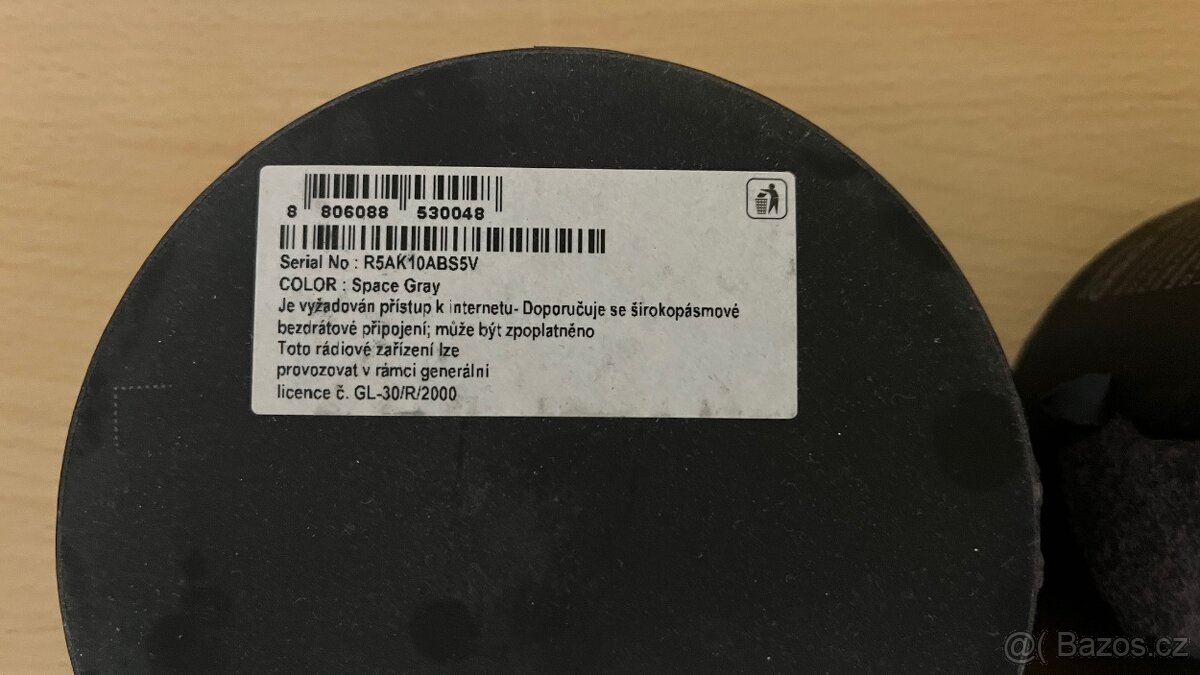 8 806088 530048
Serial No : R5AK10ABS5V
COLOR : Space Gray
Je vyžadován přístup k internetu- Doporučuje se širokopásmové
bezdrátové připojení; může být zpoplatněno
Toto rádiové zařízení lze
provozovat v rámci generální
licence č. GL-30/R/2000
@( Bazos.cz